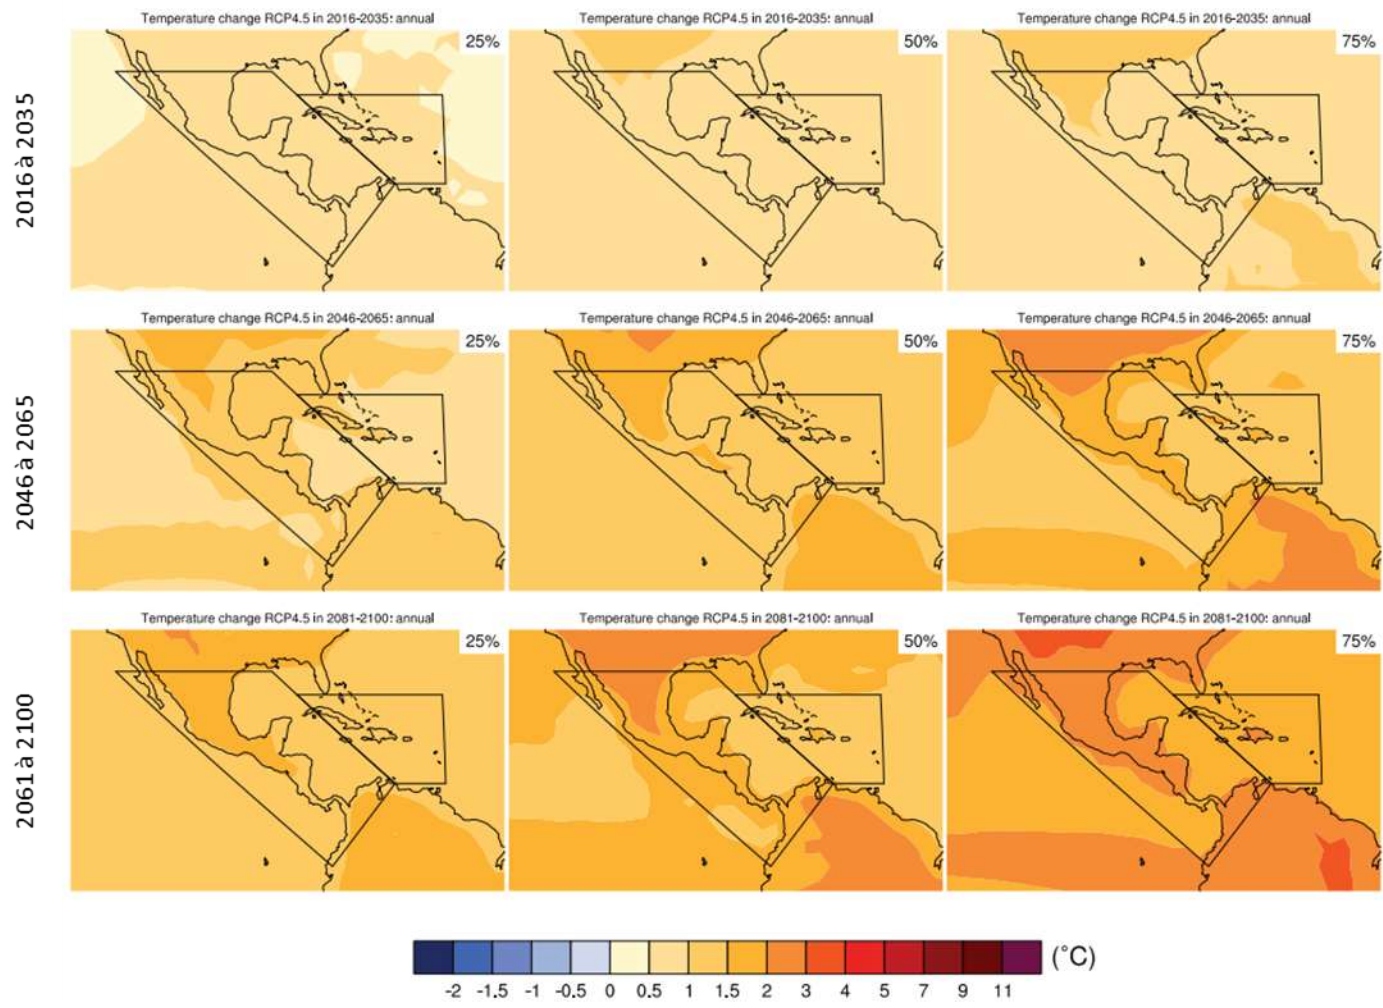 Temperature change RCP4.5 in 2016-2035: annual
Temperature change RCP4.5 in 2016-2035: annual
Temperature change RCP4.5 in 2016-2035: annual
25%
50%
75%
2016 à 2035
Temperature change RCP4.5 in 2046-2065: annual
Temperature change RCP4.5 in 2046-2065: annual
Temperature change RCP4.5 in 2046-2065: annual
25%
50%
75%
2046 à 2065
Temperature change RCP4.5 in 2081-2100: annual
Temperature change RCP4.5 in 2081-2100: annual
Temperature change RCP4.5 in 2081-2100: annual
25%
50%
75%
2061 à 2100
(°C)
-2 -1.5 -1 -0.5 0 0.5 1 1.5 2 3 4 5 7 9 11